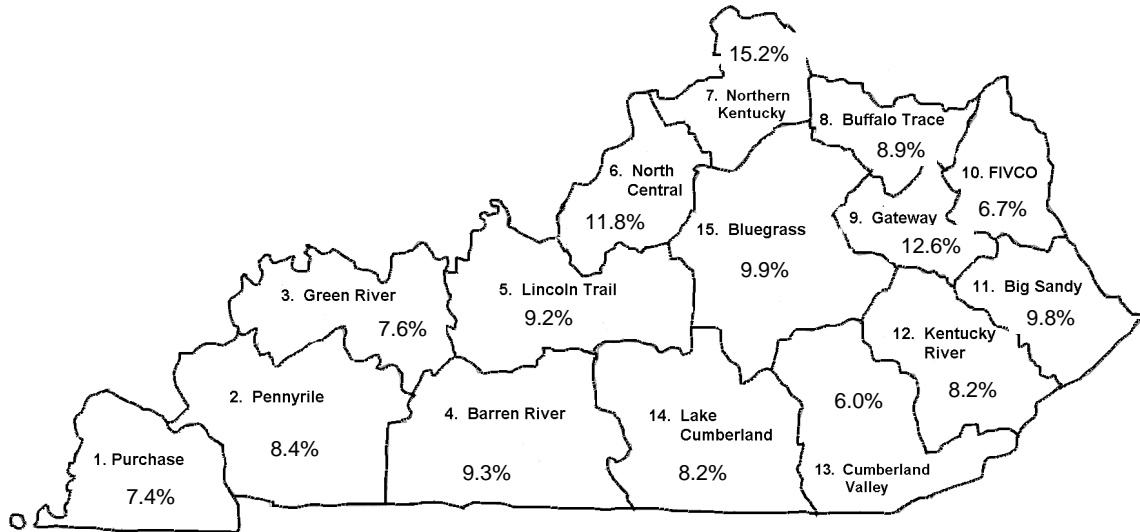 15.2%
7. Northern
Kentucky
8. Buffalo Trace
8.9%
6. North
Central
11.8%
10. FIVCO
6.7%
9. Gateway
12.6%
15. Bluegrass
9.9%
3. Green River
7.6%
5. Lincoln Trail
9.2%
11. Big Sandy
9.8%
12. Kentucky
River
8.2%
2. Pennyrile
8.4%
4. Barren River
9.3%
14. Lake
Cumberland
8.2%
6.0%
13. Cumberland
Valley
1. Purchase
7.4%